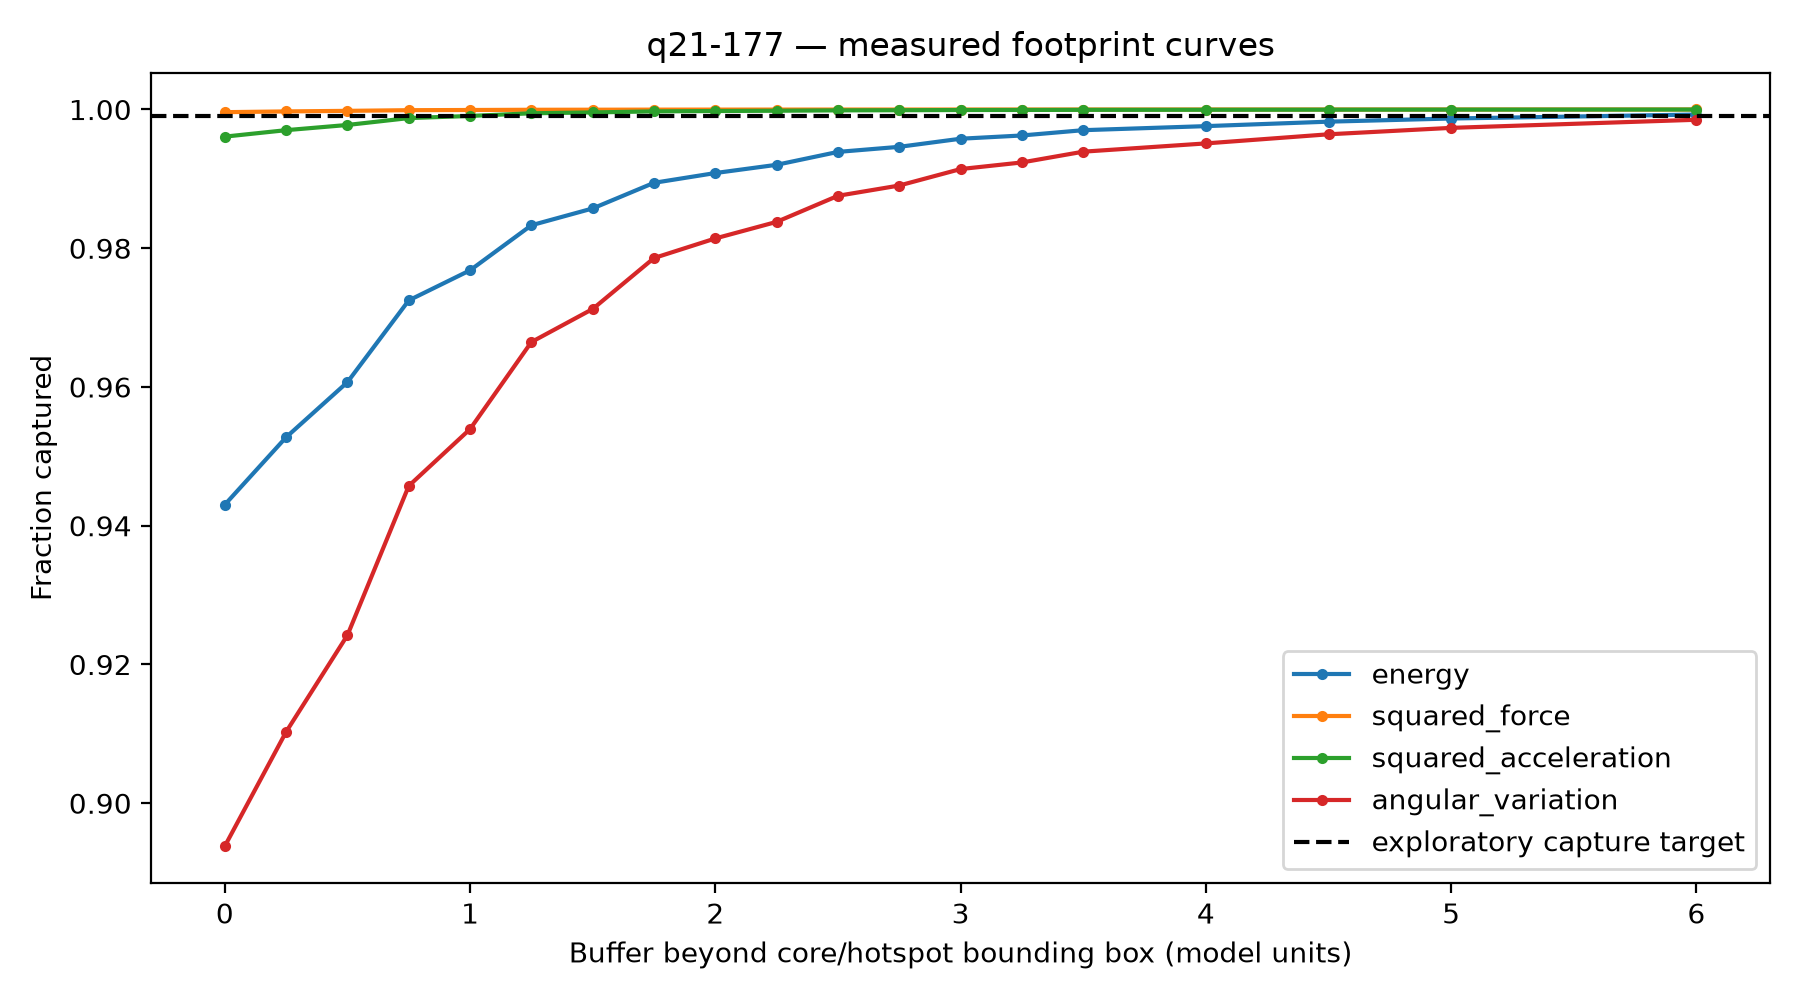 q21-177 — measured footprint curves
Fraction captured
1.00
0.98
0.96
0.94
0.92
0.90
energy
squared_force
squared_acceleration
angular_variation
exploratory capture target
0 1 2 3 4 5 6
Buffer beyond core/hotspot bounding box (model units)